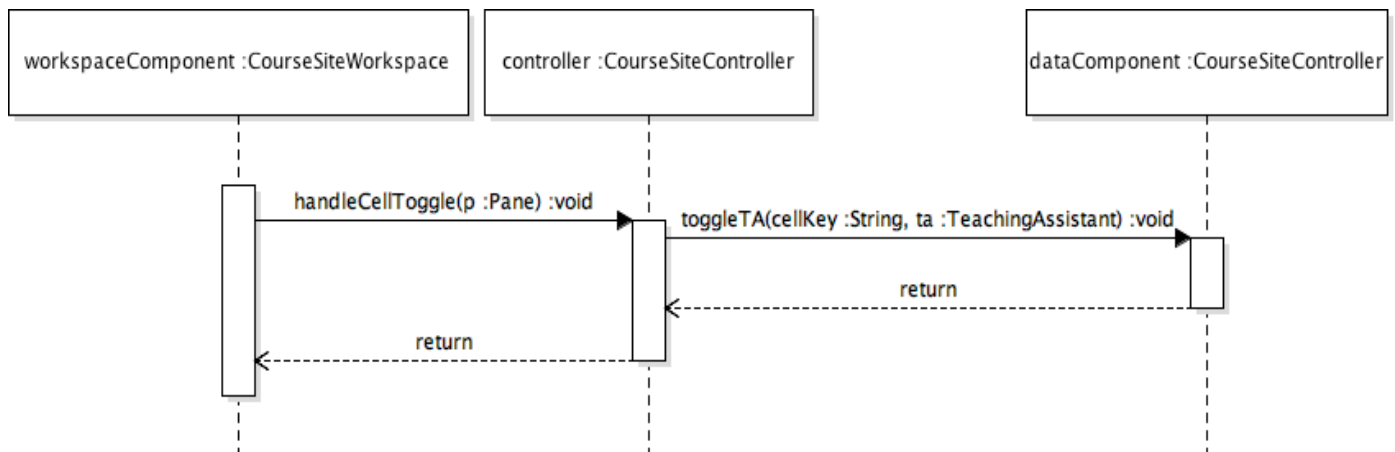 workspaceComponent :CourseSiteWorkspace
controller :CourseSiteController
dataComponent :CourseSiteController
handleCellToggle(p :Pane) :void
toggleTA(cellKey :String, ta :TeachingAssistant) :void
return
return